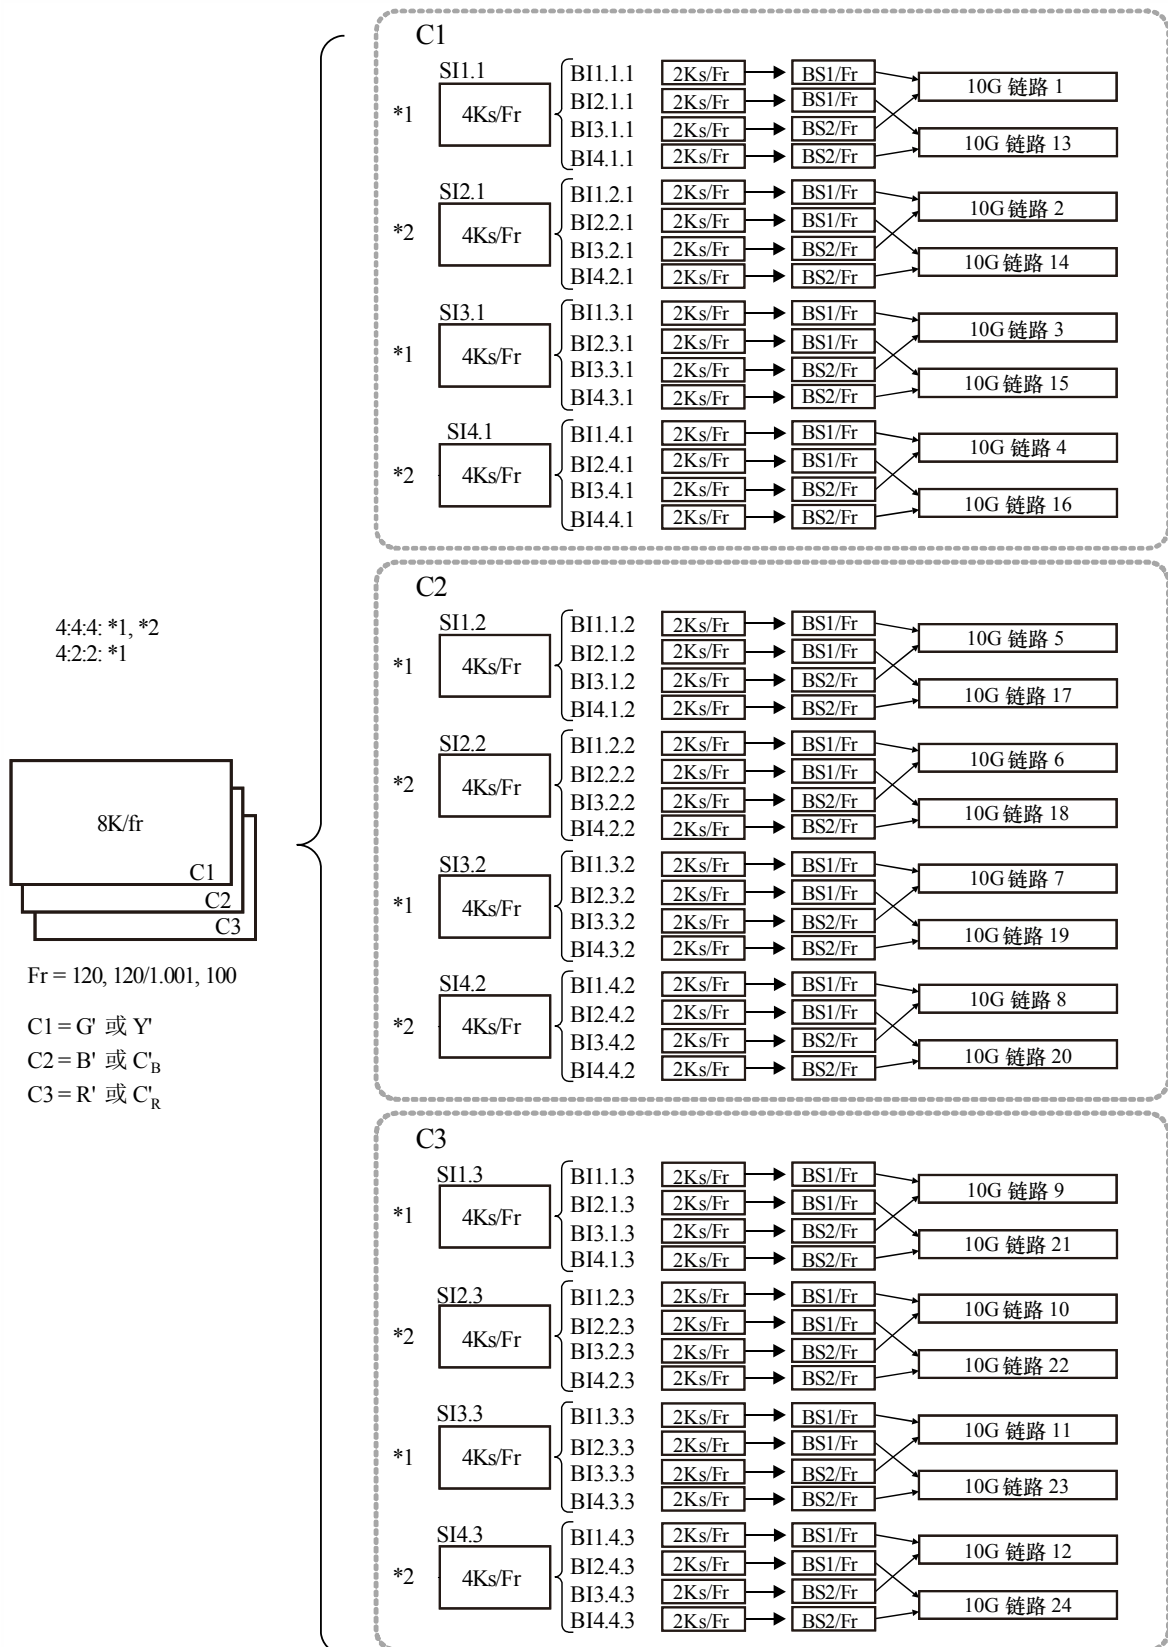 4:4:4: *1, *2
4:2:2: *1
8K/fr
C1
C2
C3
Fr = 120, 120/1.001, 100
C1 = G' 或 Y'
C2 = B' 或 C'B
C3 = R' 或 C'R
C1
SI1.1
*1
4Ks/Fr
BI1.1.1 2Ks/Fr BS1/Fr
BI2.1.1 2Ks/Fr BS1/Fr
BI3.1.1 2Ks/Fr BS2/Fr
BI4.1.1 2Ks/Fr BS2/Fr
10G 链路 1
10G 链路 13
SI2.1
*2
4Ks/Fr
BI1.2.1 2Ks/Fr BS1/Fr
BI2.2.1 2Ks/Fr BS1/Fr
BI3.2.1 2Ks/Fr BS2/Fr
BI4.2.1 2Ks/Fr BS2/Fr
10G 链路 2
10G 链路 14
SI3.1
*1
4Ks/Fr
BI1.3.1 2Ks/Fr BS1/Fr
BI2.3.1 2Ks/Fr BS1/Fr
BI3.3.1 2Ks/Fr BS2/Fr
BI4.3.1 2Ks/Fr BS2/Fr
10G 链路 3
10G 链路 15
SI4.1
*2
4Ks/Fr
BI1.4.1 2Ks/Fr BS1/Fr
BI2.4.1 2Ks/Fr BS1/Fr
BI3.4.1 2Ks/Fr BS2/Fr
BI4.4.1 2Ks/Fr BS2/Fr
10G 链路 4
10G 链路 16
C2
SI1.2
*1
4Ks/Fr
BI1.1.2 2Ks/Fr BS1/Fr
BI2.1.2 2Ks/Fr BS1/Fr
BI3.1.2 2Ks/Fr BS2/Fr
BI4.1.2 2Ks/Fr BS2/Fr
10G 链路 5
10G 链路 17
SI2.2
*2
4Ks/Fr
BI1.2.2 2Ks/Fr BS1/Fr
BI2.2.2 2Ks/Fr BS1/Fr
BI3.2.2 2Ks/Fr BS2/Fr
BI4.2.2 2Ks/Fr BS2/Fr
10G 链路 6
10G 链路 18
SI3.2
*1
4Ks/Fr
BI1.3.2 2Ks/Fr BS1/Fr
BI2.3.2 2Ks/Fr BS1/Fr
BI3.3.2 2Ks/Fr BS2/Fr
BI4.3.2 2Ks/Fr BS2/Fr
10G 链路 7
10G 链路 19
SI4.2
*2
4Ks/Fr
BI1.4.2 2Ks/Fr BS1/Fr
BI2.4.2 2Ks/Fr BS1/Fr
BI3.4.2 2Ks/Fr BS2/Fr
BI4.4.2 2Ks/Fr BS2/Fr
10G 链路 8
10G 链路 20
C3
SI1.3
*1
4Ks/Fr
BI1.1.3 2Ks/Fr BS1/Fr
BI2.1.3 2Ks/Fr BS1/Fr
BI3.1.3 2Ks/Fr BS2/Fr
BI4.1.3 2Ks/Fr BS2/Fr
10G 链路 9
10G 链路 21
SI2.3
*2
4Ks/Fr
BI1.2.3 2Ks/Fr BS1/Fr
BI2.2.3 2Ks/Fr BS1/Fr
BI3.2.3 2Ks/Fr BS2/Fr
BI4.2.3 2Ks/Fr BS2/Fr
10G 链路 10
10G 链路 22
SI3.3
*1
4Ks/Fr
BI1.3.3 2Ks/Fr BS1/Fr
BI2.3.3 2Ks/Fr BS1/Fr
BI3.3.3 2Ks/Fr BS2/Fr
BI4.3.3 2Ks/Fr BS2/Fr
10G 链路 11
10G 链路 23
SI4.3
*2
4Ks/Fr
BI1.4.3 2Ks/Fr BS1/Fr
BI2.4.3 2Ks/Fr BS1/Fr
BI3.4.3 2Ks/Fr BS2/Fr
BI4.4.3 2Ks/Fr BS2/Fr
10G 链路 12
10G 链路 24